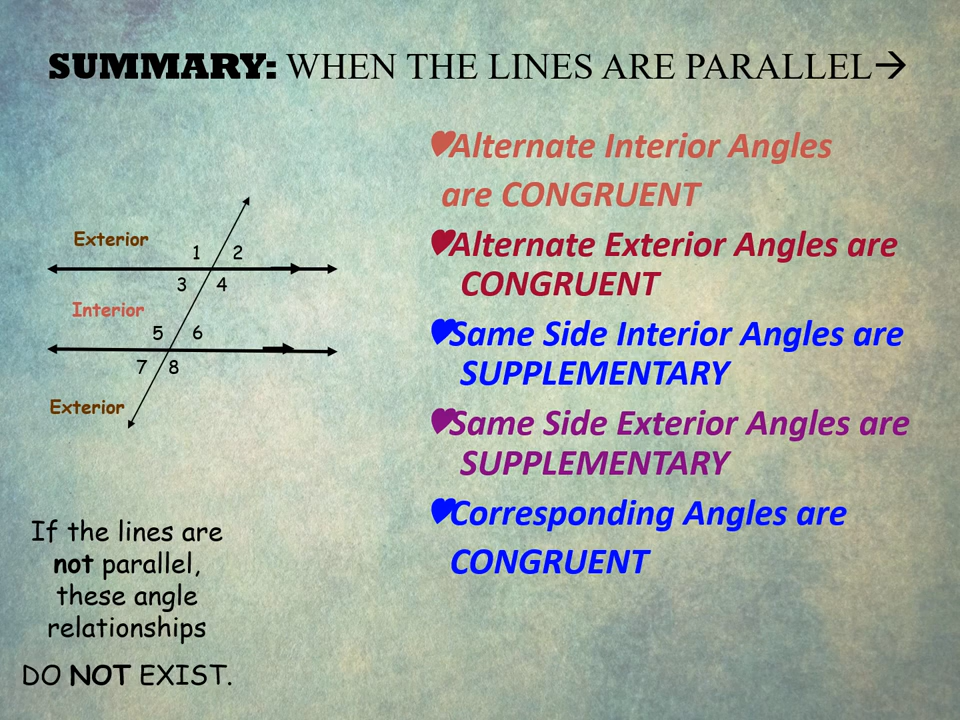 SUMMARY: WHEN THE LINES ARE PARALLEL→
Exterior
1 2
3 4
Interior
5 6
7 8
Exterior
If the lines are
not parallel,
these angle
relationships
DO NOT EXIST.
♥Alternate Interior Angles
are CONGRUENT
♥Alternate Exterior Angles are
CONGRUENT
♥Same Side Interior Angles are
SUPPLEMENTARY
♥Same Side Exterior Angles are
SUPPLEMENTARY
♥Corresponding Angles are
CONGRUENT